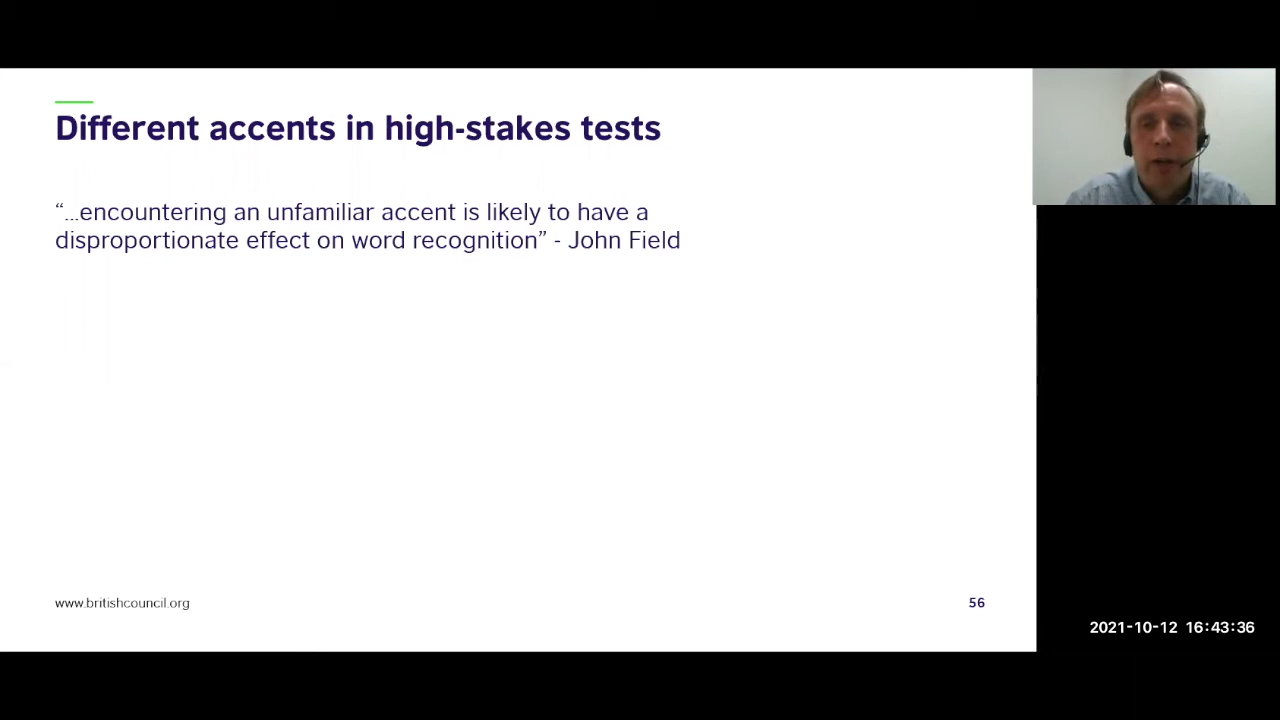 Different accents in high-stakes tests
“...encountering an unfamiliar accent is likely to have a
disproportionate effect on word recognition” - John Field
www.britishcouncil.org
56
2021-10-12 16:43:36